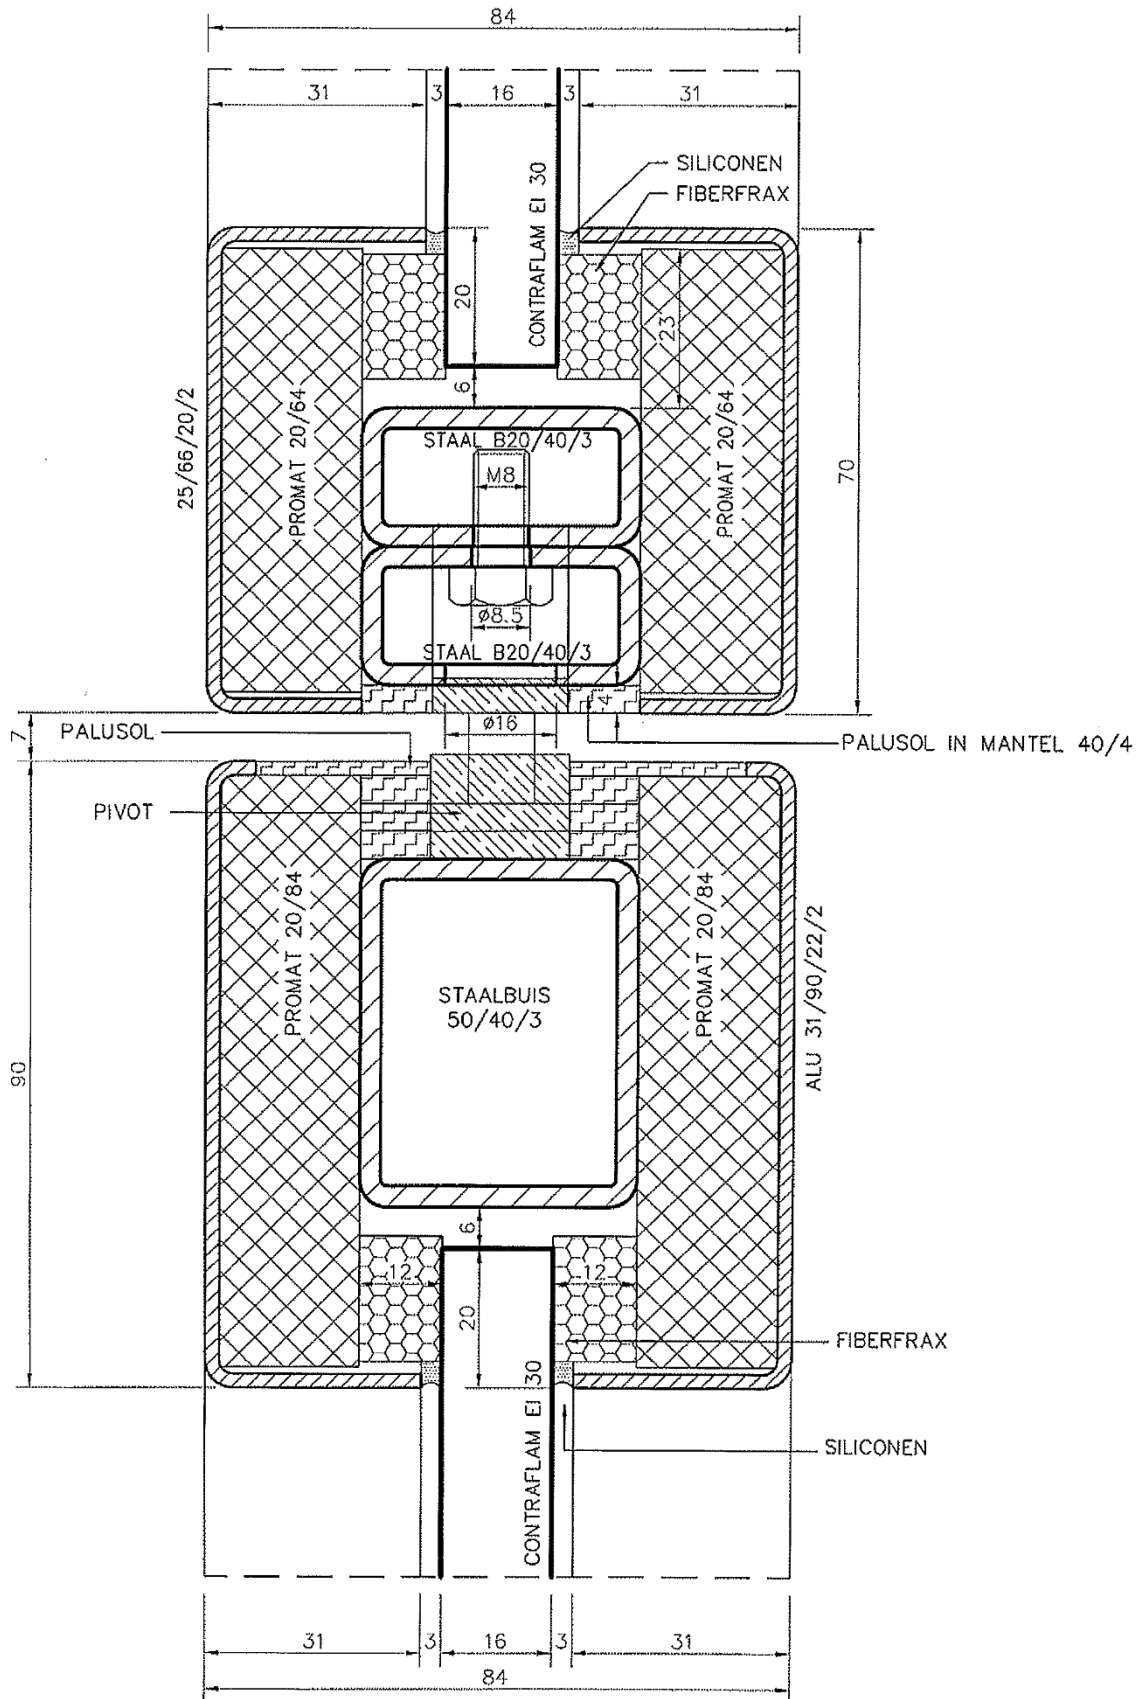 84
31
3
16
3
31
SILICONEN
FIBERFRAX
CONTRAFLAM EI 30
20
23
6
25/66/20/2
PROMAT 20/64
STAAL B20/40/3
M8
PROMAT 20/64
70
ø8.5
STAAL B20/40/3
4
7
PALUSOL
ø16
PALUSOL IN MANTEL 40/4
PIVOT
PROMAT 20/84
PROMAT 20/84
STAALBUIS
50/40/3
ALU 31/90/22/2
90
6
12
12
20
FIBERFRAX
CONTRAFLAM EI 30
SILICONEN
31
3
16
3
31
84